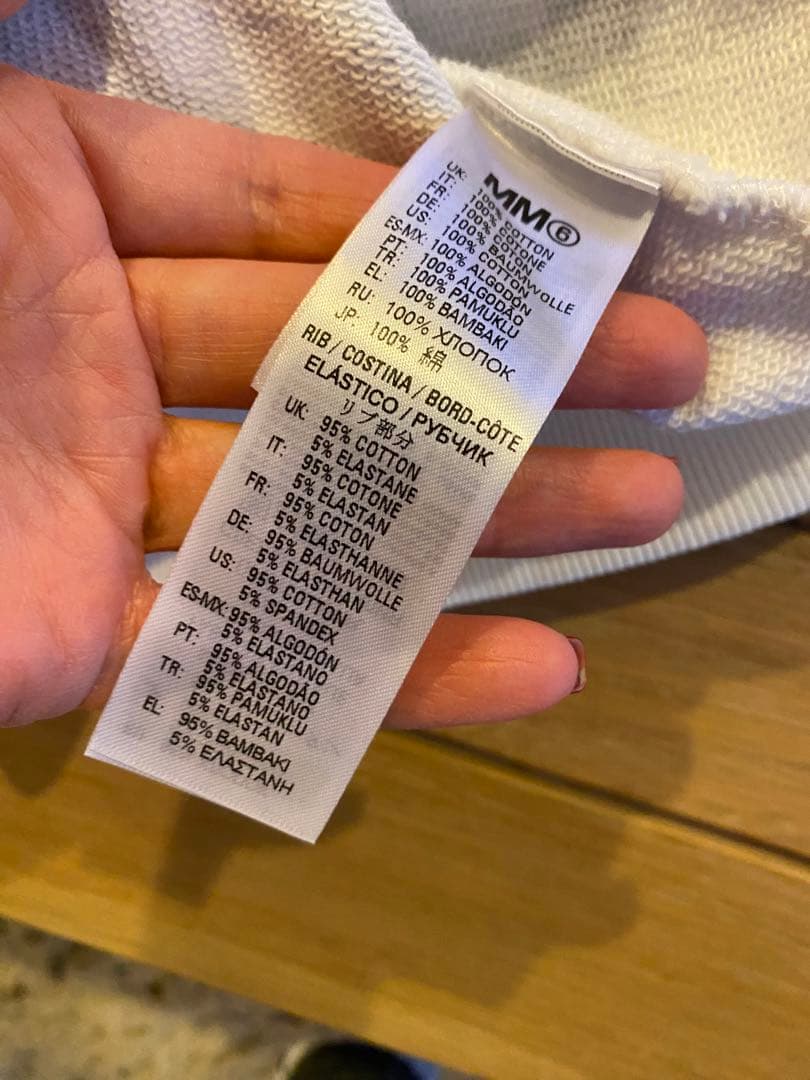 MM⑥
UK: 100% COTTON
IT: 100% COTONE
FR: 100% COTON
DE: 100% BAUMWOLLE
US: 100% COTTON
ES-MX: 100% ALGODÓN
PT: 100% ALGODÃO
TR: 100% PAMUKLU
EL: 100% ΒΑΜΒΑΚΙ
RU: 100% ХЛОПОК
JP: 100% 綿
RIB / COSTINA / BORD-CÔTE
ELÁSTICO / РУБЧИК
リブ部分
UK: 95% COTTON
5% ELASTANE
IT: 95% COTONE
5% ELASTAN
FR: 95% COTON
5% ELASTHANNE
DE: 95% BAUMWOLLE
5% ELASTHAN
US: 95% COTTON
5% SPANDEX
ES-MX: 95% ALGODÓN
5% ELASTANO
PT: 95% ALGODÃO
5% ELASTANO
TR: 95% PAMUKLU
5% ELASTAN
EL: 95% ΒΑΜΒΑΚΙ
5% ΕΛΑΣΤΑΝΗ